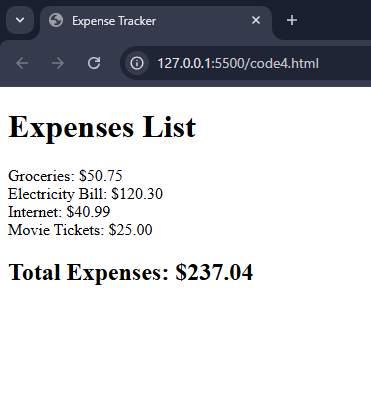 Expense Tracker
127.0.0.1:5500/code4.html
Expenses List
Groceries: $50.75
Electricity Bill: $120.30
Internet: $40.99
Movie Tickets: $25.00
Total Expenses: $237.04